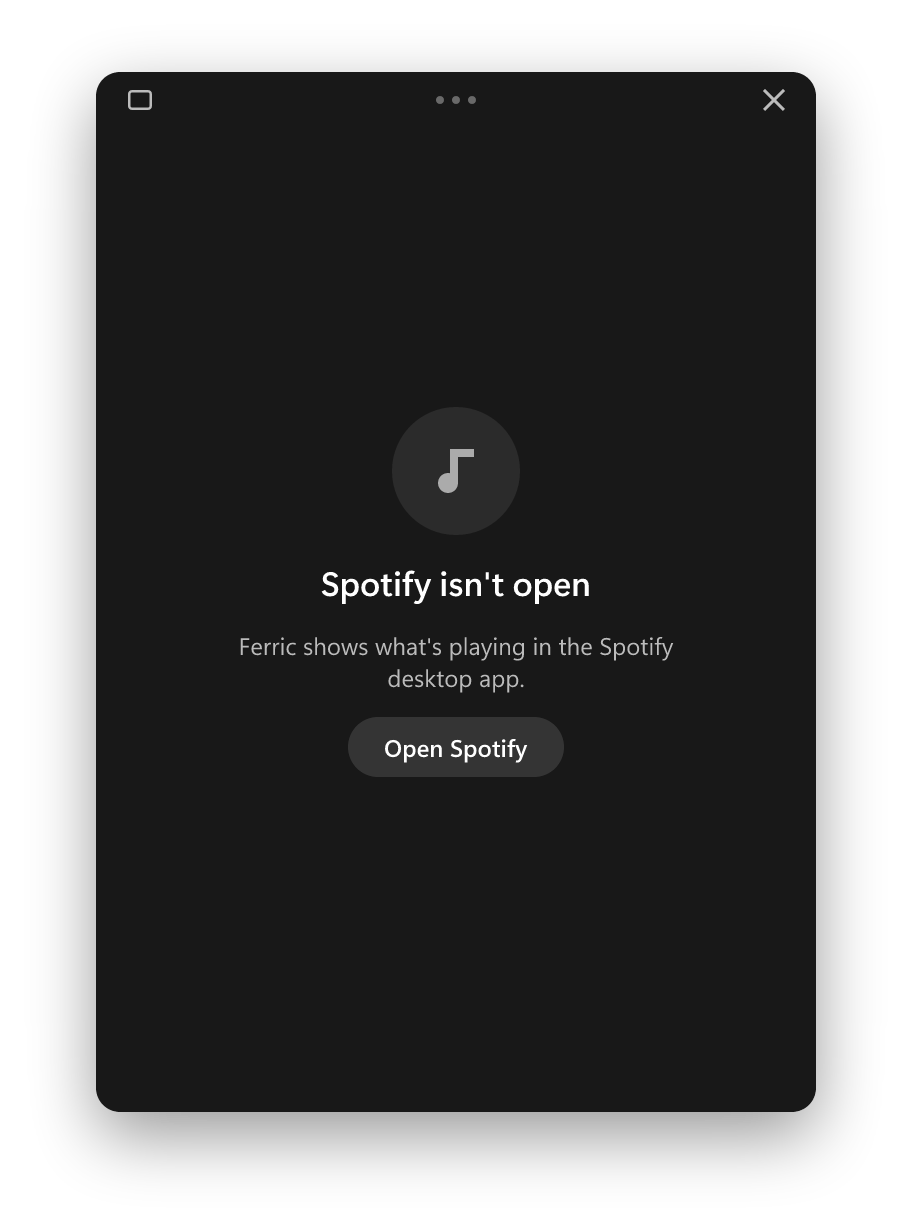 Spotify isn't open
Ferric shows what's playing in the Spotify
desktop app.
Open Spotify